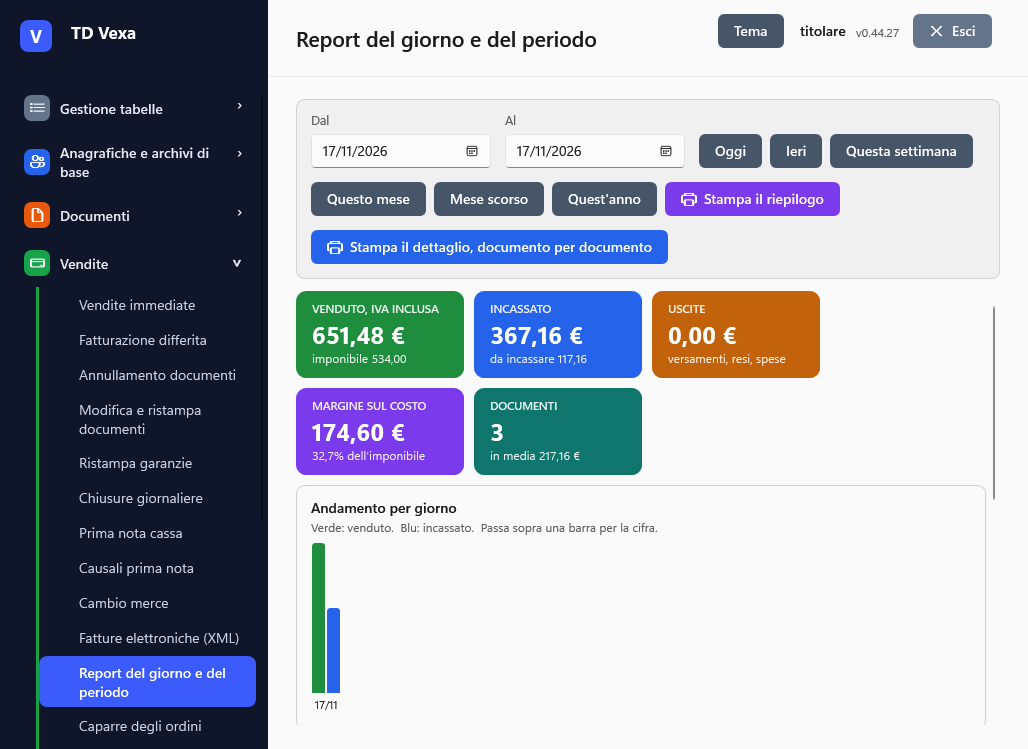 V
TD Vexa
Gestione tabelle
Anagrafiche e archivi di
base
Documenti
Vendite
Vendite immediate
Fatturazione differita
Annullamento documenti
Modifica e ristampa
documenti
Ristampa garanzie
Chiusure giornaliere
Prima nota cassa
Causali prima nota
Cambio merce
Fatture elettroniche (XML)
Report del giorno e del
periodo
Caparre degli ordini
Report del giorno e del periodo
Tema
titolare
v0.44.27
Esci
Dal
Al
17/11/2026
17/11/2026
Oggi
Ieri
Questa settimana
Questo mese
Mese scorso
Quest'anno
Stampa il riepilogo
Stampa il dettaglio, documento per documento
VENDUTO, IVA INCLUSA
651,48 €
imponibile 534,00
INCASSATO
367,16 €
da incassare 117,16
USCITE
0,00 €
versamenti, resi, spese
MARGINE SUL COSTO
174,60 €
32,7% dell'imponibile
DOCUMENTI
3
in media 217,16 €
Andamento per giorno
Verde: venduto. Blu: incassato. Passa sopra una barra per la cifra.
17/11